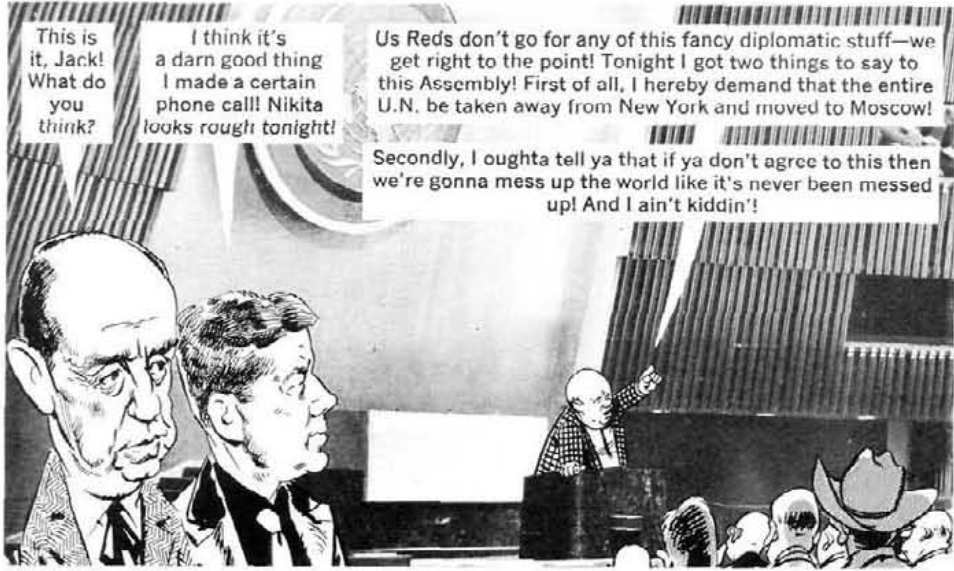 This is
it, Jack!
What do
you
think?
I think it's
a darn good thing
I made a certain
phone call! Nikita
looks rough tonight!
Us Reds don't go for any of this fancy diplomatic stuff—we
get right to the point! Tonight I got two things to say to
this Assembly! First of all, I hereby demand that the entire
U.N. be taken away from New York and moved to Moscow!
Secondly, I oughta tell ya that if ya don't agree to this then
we're gonna mess up the world like it's never been messed
up! And I ain't kiddin'!